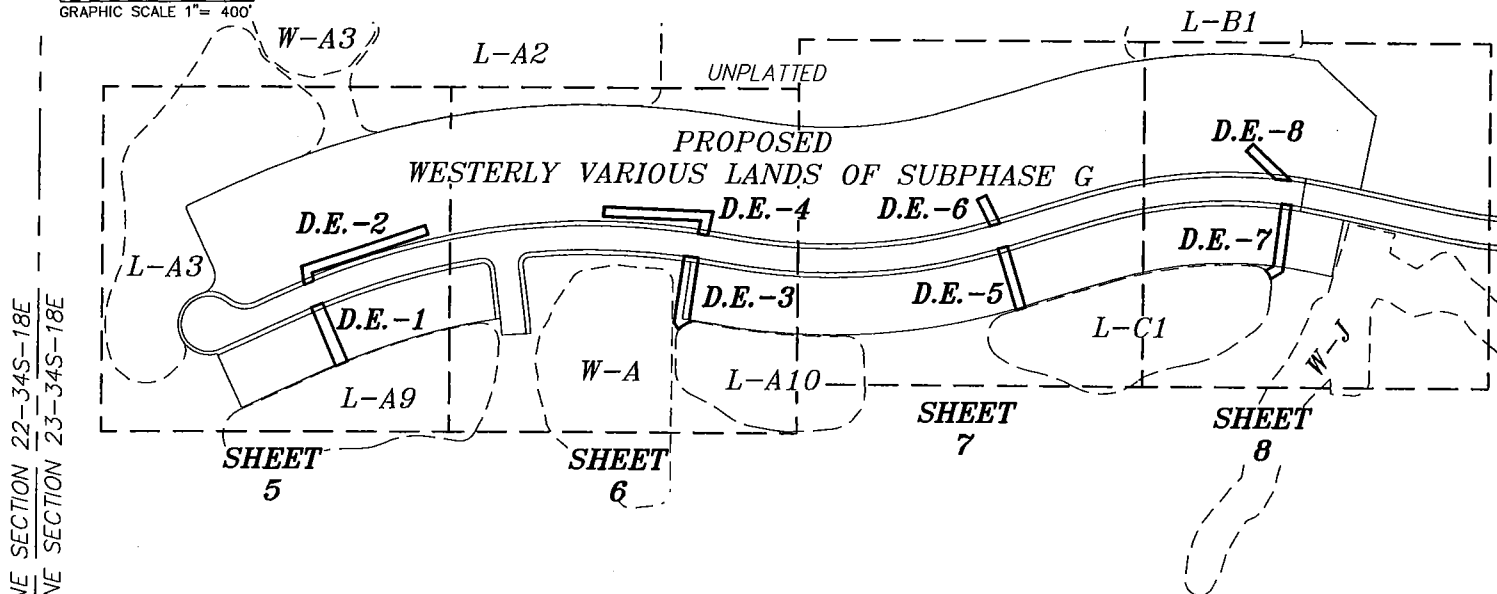 GRAPHIC SCALE 1"= 400'
W-A3
L-A2
L-B1
UNPLATTED
PROPOSED
WESTERLY VARIOUS LANDS OF SUBPHASE G
D.E.-8
D.E.-6
D.E.-4
D.E.-2
L-A3
D.E.-7
D.E.-5
D.E.-3
D.E.-1
L-C1
W-J
W-A
L-A10
L-A9
SHEET
5
SHEET
6
SHEET
7
SHEET
8
NE SECTION 22-34S-18E
NE SECTION 23-34S-18E